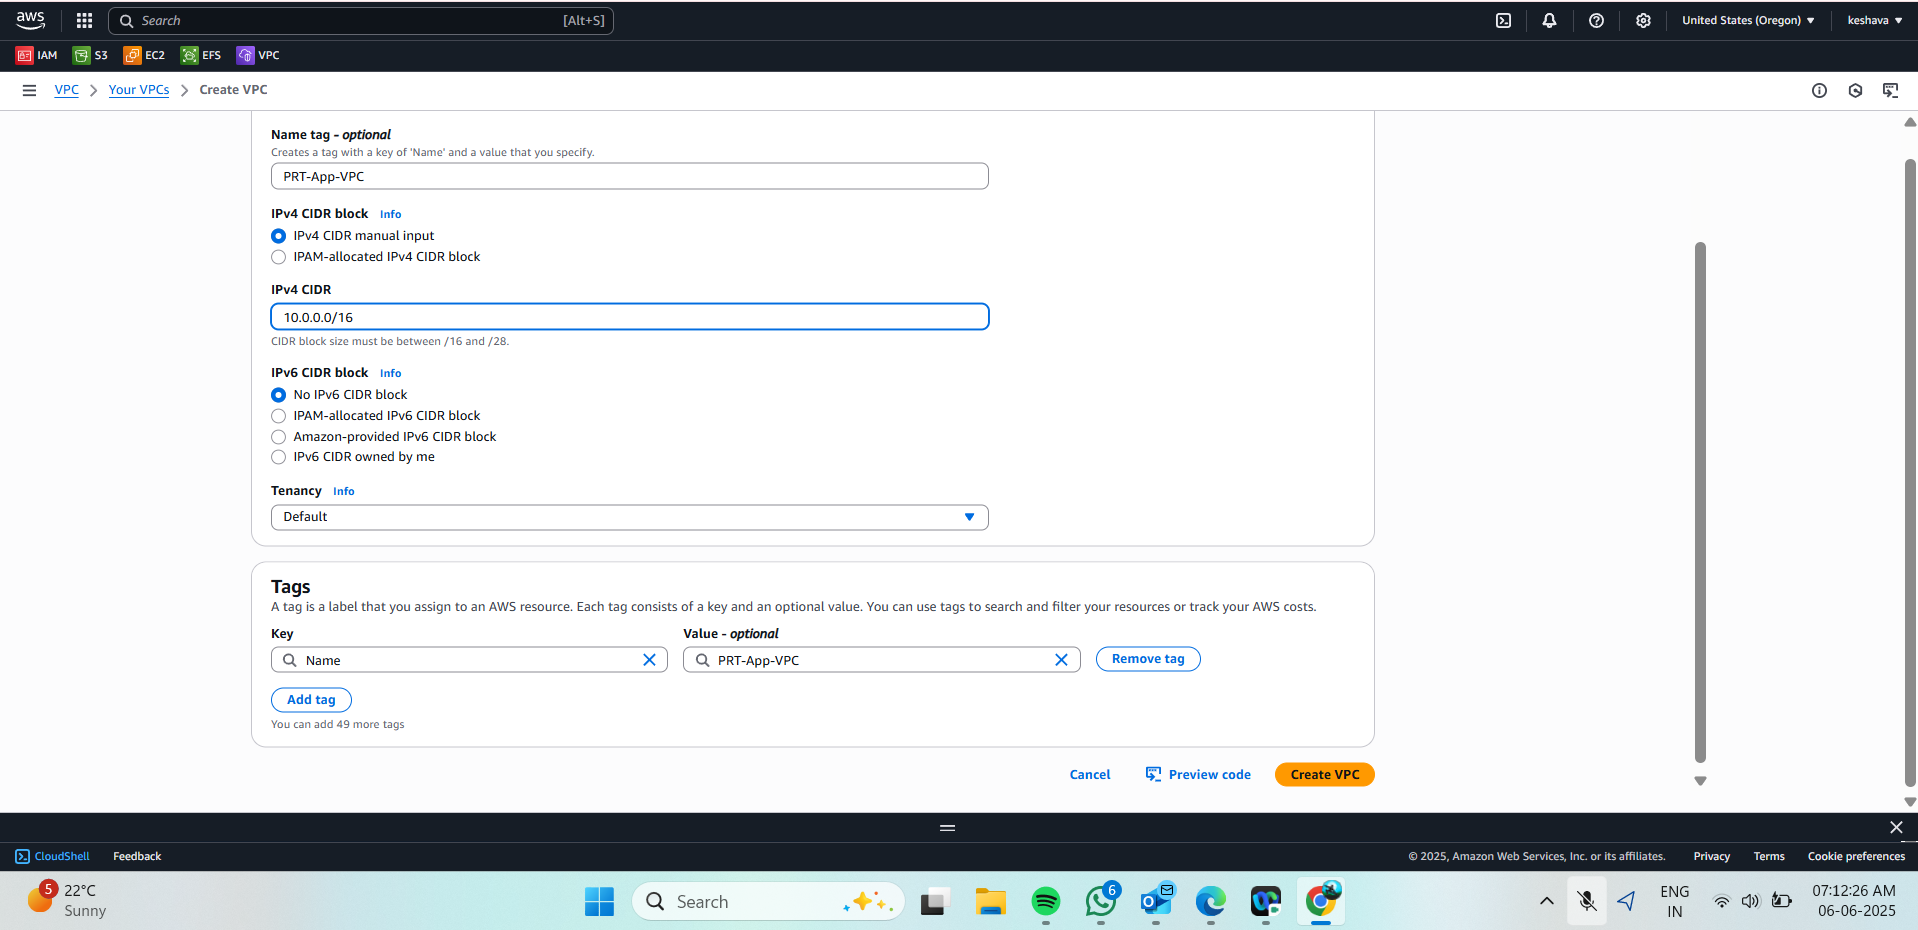 aws
Search [Alt+S]
United States (Oregon)
keshava
IAM S3 EC2 EFS VPC
VPC Your VPCs Create VPC
Name tag - optional
Creates a tag with a key of 'Name' and a value that you specify.
PRT-App-VPC
IPv4 CIDR block Info
IPv4 CIDR manual input
IPAM-allocated IPv4 CIDR block
IPv4 CIDR
10.0.0.0/16
CIDR block size must be between /16 and /28.
IPv6 CIDR block Info
No IPv6 CIDR block
IPAM-allocated IPv6 CIDR block
Amazon-provided IPv6 CIDR block
IPv6 CIDR owned by me
Tenancy Info
Default
Tags
A tag is a label that you assign to an AWS resource. Each tag consists of a key and an optional value. You can use tags to search and filter your resources or track your AWS costs.
Key Value - optional
Name PRT-App-VPC Remove tag
Add tag
You can add 49 more tags
Cancel Preview code Create VPC
CloudShell Feedback © 2025, Amazon Web Services, Inc. or its affiliates. Privacy Terms Cookie preferences
5 22°C
Sunny
Search
6
ENG
IN
07:12:26 AM
06-06-2025